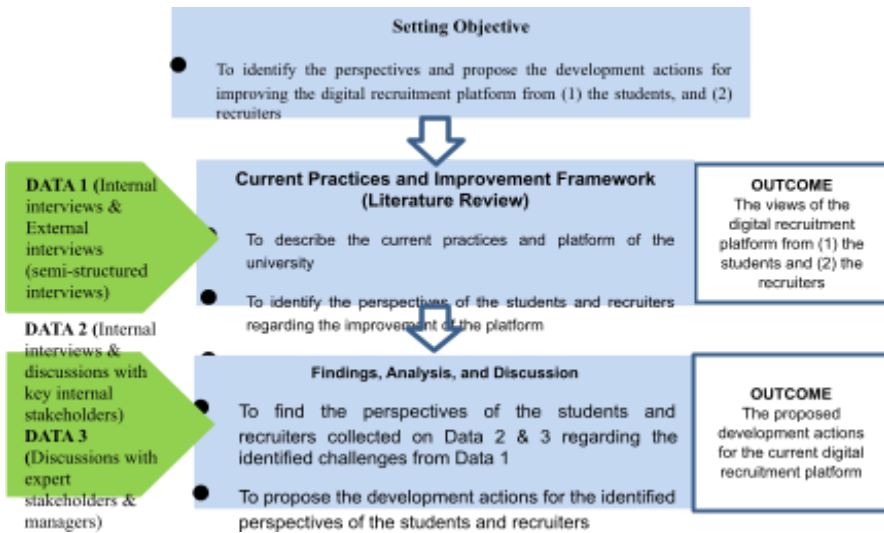 Setting Objective
● To identify the perspectives and propose the development actions for
improving the digital recruitment platform from (1) the students, and (2)
recruiters
DATA 1 (Internal
interviews &
External
interviews
(semi-structured
interviews)
Current Practices and Improvement Framework
(Literature Review)
● To describe the current practices and platform of the
university
● To identify the perspectives of the students and recruiters
regarding the improvement of the platform
OUTCOME
The views of the
digital recruitment
platform from (1) the
students and (2) the
recruiters
DATA 2 (Internal
interviews &
discussions with
key internal
stakeholders)
DATA 3
(Discussions with
expert
stakeholders &
managers)
Findings, Analysis, and Discussion
● To find the perspectives of the students and
recruiters collected on Data 2 & 3 regarding the
identified challenges from Data 1
● To propose the development actions for the identified
perspectives of the students and recruiters
OUTCOME
The proposed
development actions
for the current digital
recruitment platform